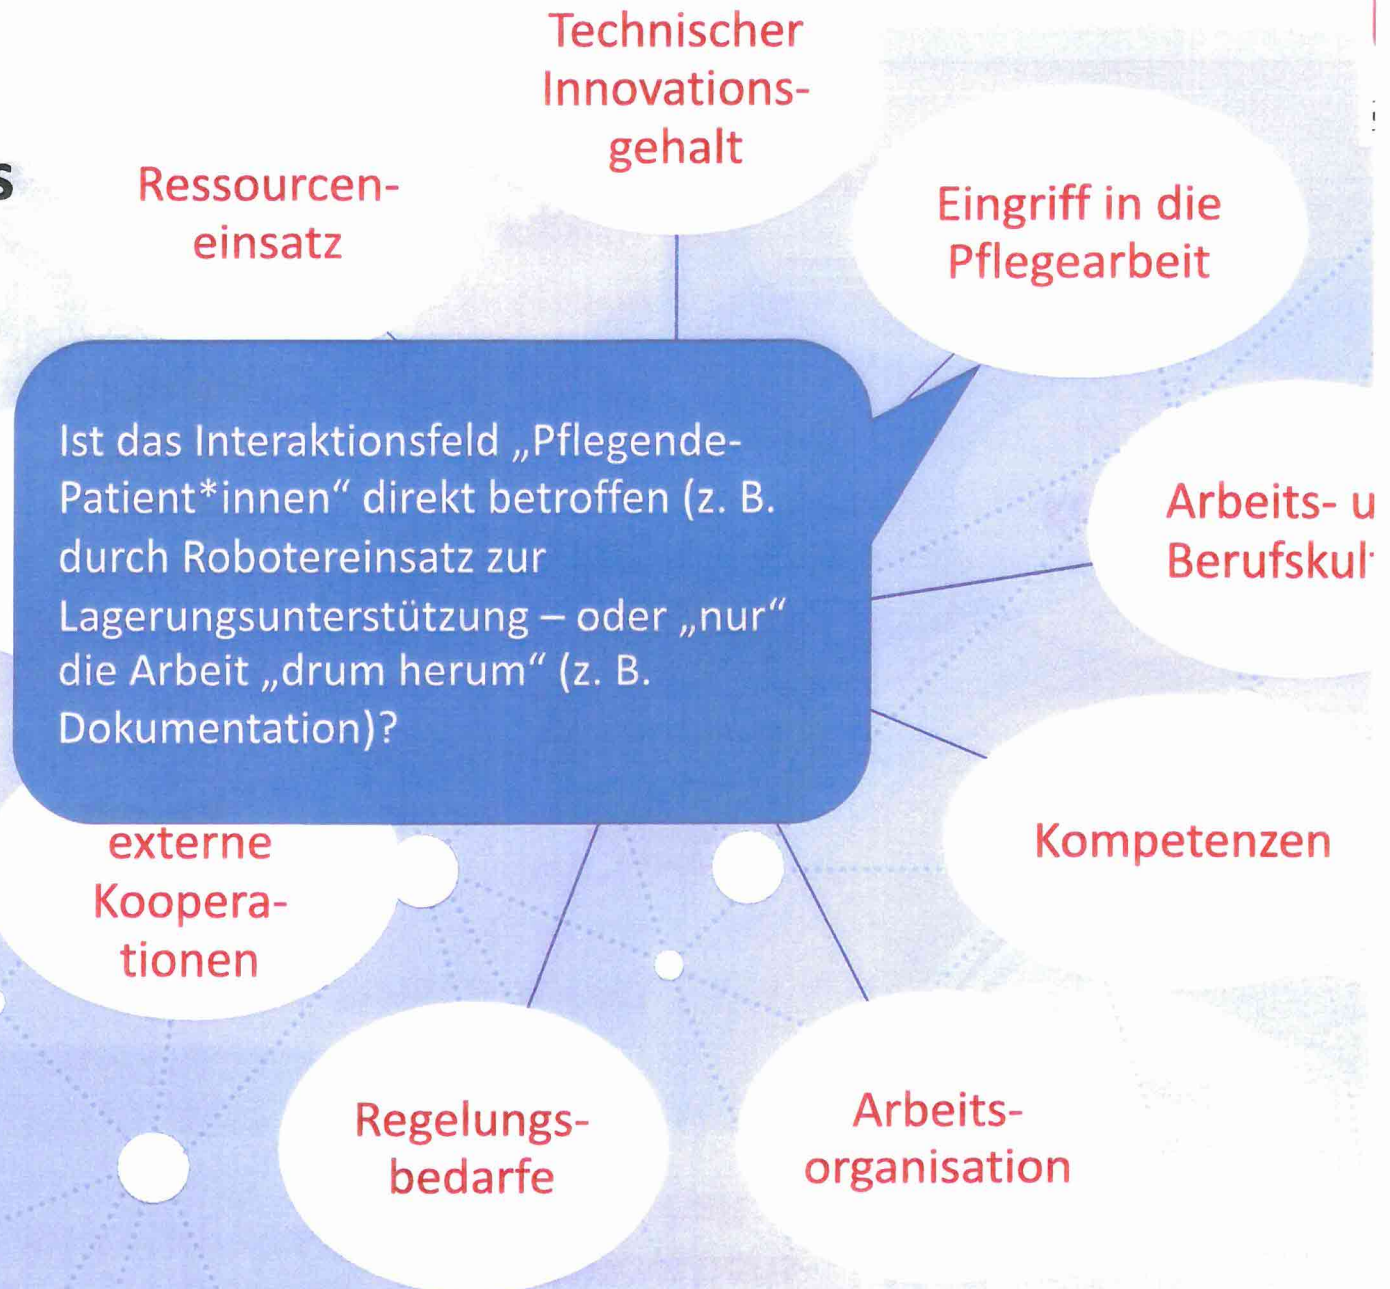 Technischer
Innovations-
gehalt
s
Ressourcen-
einsatz
Eingriff in die
Pflegearbeit
Ist das Interaktionsfeld „Pflegende-
Patient*innen“ direkt betroffen (z. B.
durch Robotereinsatz zur
Lagerungsunterstützung – oder „nur“
die Arbeit „drum herum“ (z. B.
Dokumentation)?
Arbeits- u
Berufskul
externe
Koopera-
tionen
Kompetenzen
Regelungs-
bedarfe
Arbeits-
organisation